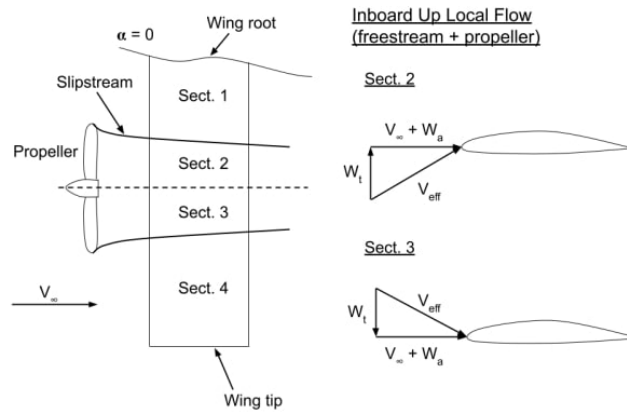 α = 0
Wing root
Slipstream
Sect. 1
Propeller
Sect. 2
Sect. 3
V∞
Sect. 4
Wing tip
Inboard Up Local Flow
(freestream + propeller)
Sect. 2
V∞ + Wa
Wt
Veff
Sect. 3
Wt
Veff
V∞ + Wa